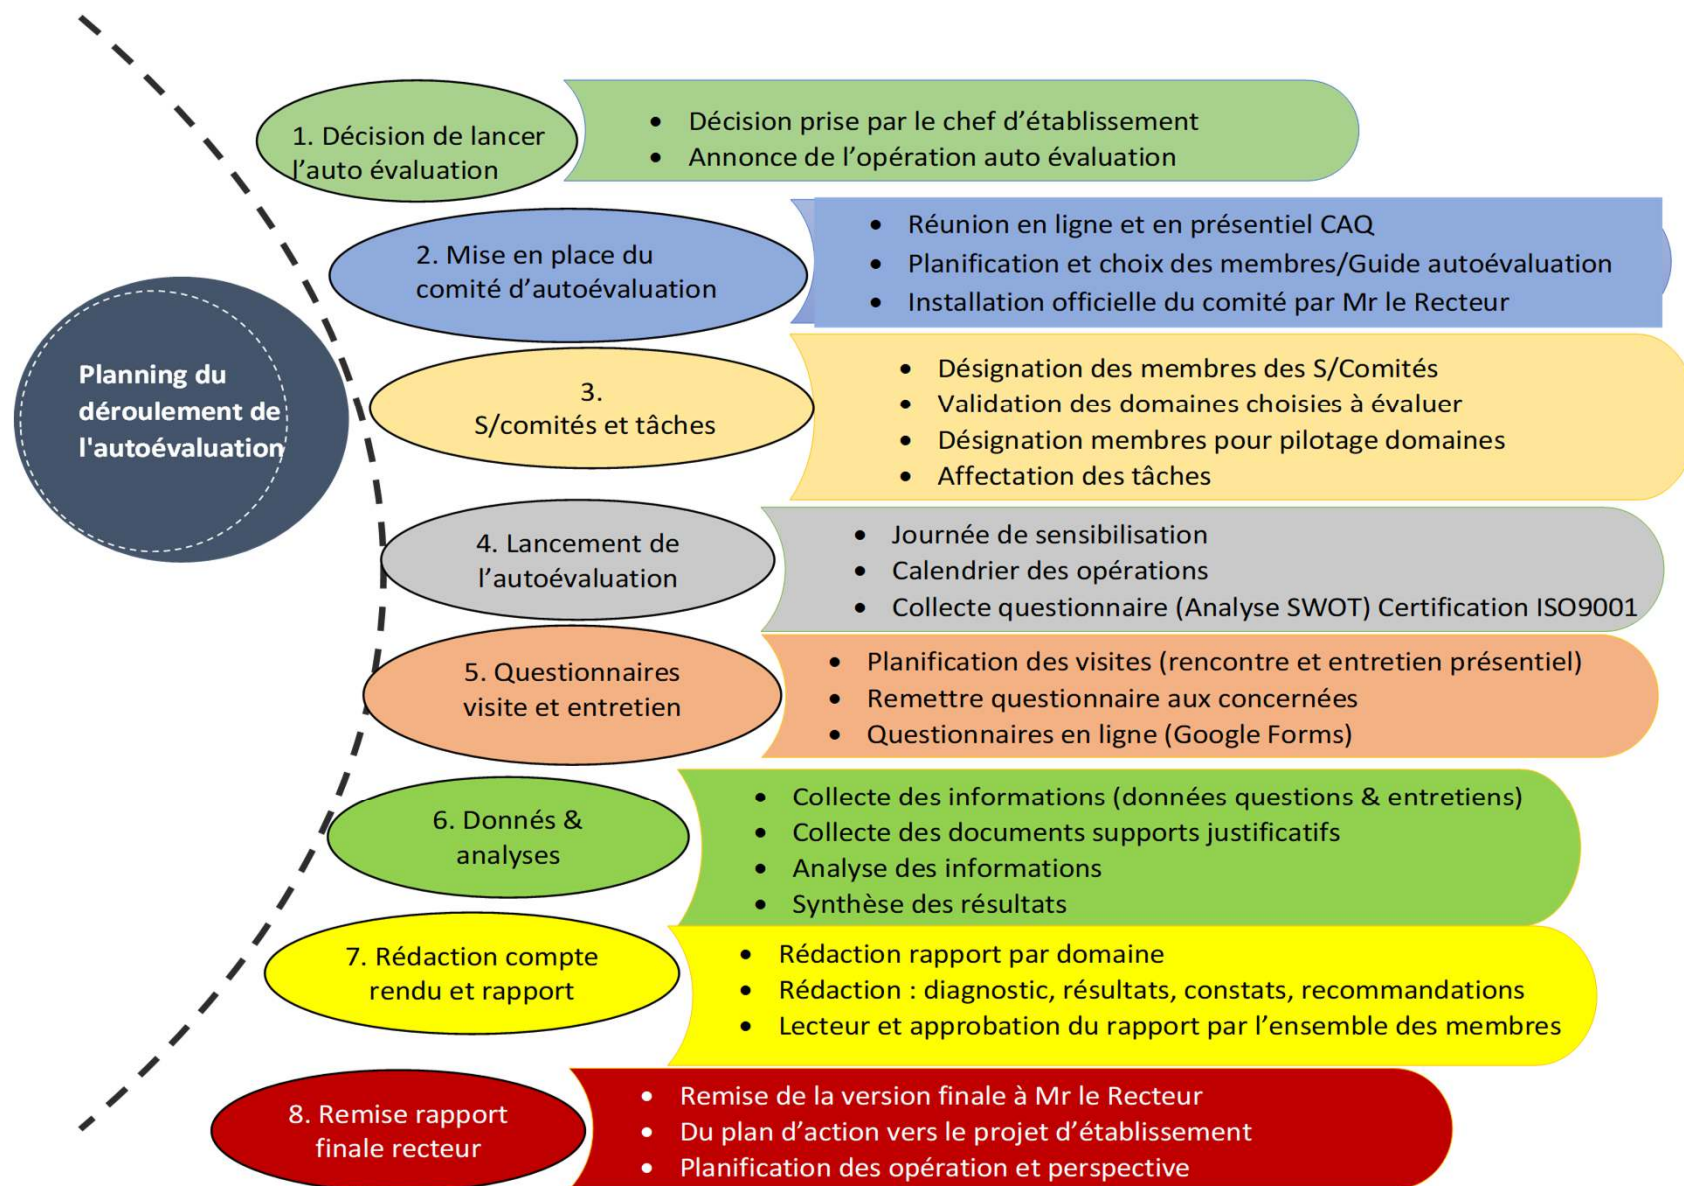 Planning du
déroulement de
l'autoévaluation
1. Décision de lancer
l’auto évaluation
• Décision prise par le chef d’établissement
• Annonce de l’opération auto évaluation
2. Mise en place du
comité d’autoévaluation
• Réunion en ligne et en présentiel CAQ
• Planification et choix des membres/Guide autoévaluation
• Installation officielle du comité par Mr le Recteur
3.
S/comités et tâches
• Désignation des membres des S/Comités
• Validation des domaines choisies à évaluer
• Désignation membres pour pilotage domaines
• Affectation des tâches
4. Lancement de
l’autoévaluation
• Journée de sensibilisation
• Calendrier des opérations
• Collecte questionnaire (Analyse SWOT) Certification ISO9001
5. Questionnaires
visite et entretien
• Planification des visites (rencontre et entretien présentiel)
• Remettre questionnaire aux concernées
• Questionnaires en ligne (Google Forms)
6. Donnés &
analyses
• Collecte des informations (données questions & entretiens)
• Collecte des documents supports justificatifs
• Analyse des informations
• Synthèse des résultats
7. Rédaction compte
rendu et rapport
• Rédaction rapport par domaine
• Rédaction : diagnostic, résultats, constats, recommandations
• Lecteur et approbation du rapport par l’ensemble des membres
8. Remise rapport
finale recteur
• Remise de la version finale à Mr le Recteur
• Du plan d’action vers le projet d’établissement
• Planification des opération et perspective